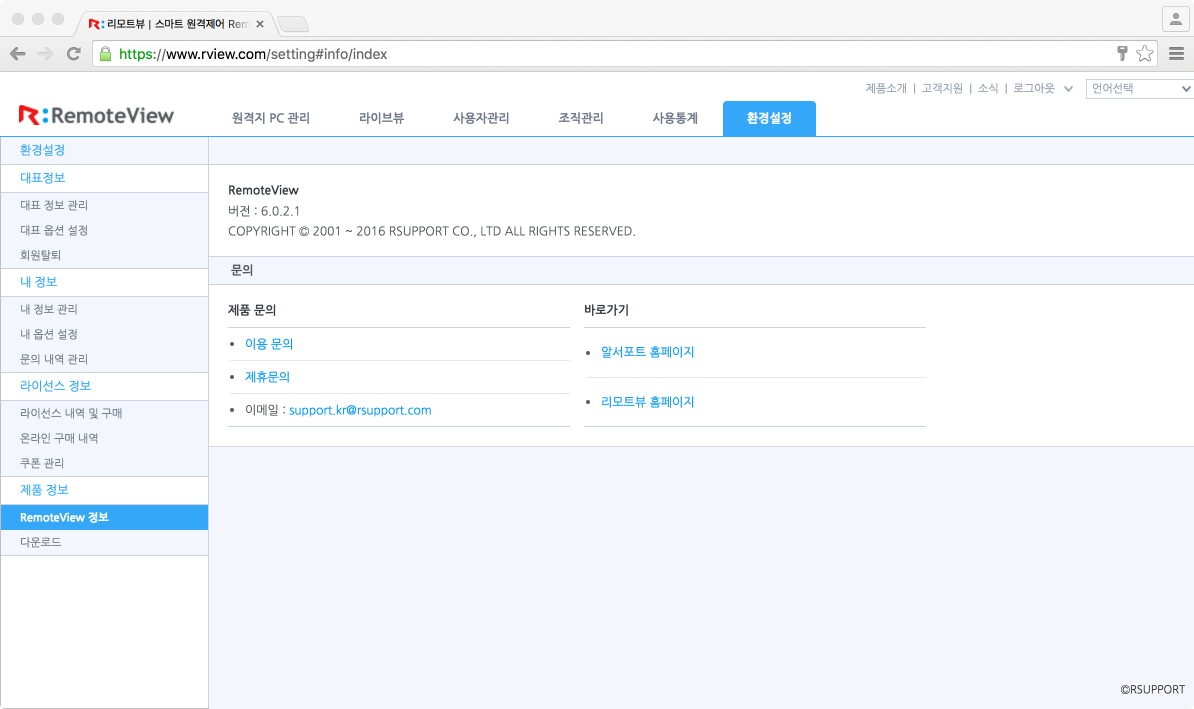 리모트뷰 | 스마트 원격제어 Rem
https://www.rview.com/setting#info/index
제품소개 | 고객지원 | 소식 | 로그아웃
언어선택
RemoteView
원격지 PC 관리
라이브뷰
사용자관리
조직관리
사용통계
환경설정
환경설정
대표정보
대표 정보 관리
대표 옵션 설정
회원탈퇴
내 정보
내 정보 관리
내 옵션 설정
문의 내역 관리
라이선스 정보
라이선스 내역 및 구매
온라인 구매 내역
쿠폰 관리
제품 정보
RemoteView 정보
다운로드
RemoteView
버전 : 6.0.2.1
COPYRIGHT © 2001 ~ 2016 RSUPPORT CO., LTD ALL RIGHTS RESERVED.
문의
제품 문의
이용 문의
제휴문의
이메일 : support.kr@rsupport.com
바로가기
알서포트 홈페이지
리모트뷰 홈페이지
©RSUPPORT